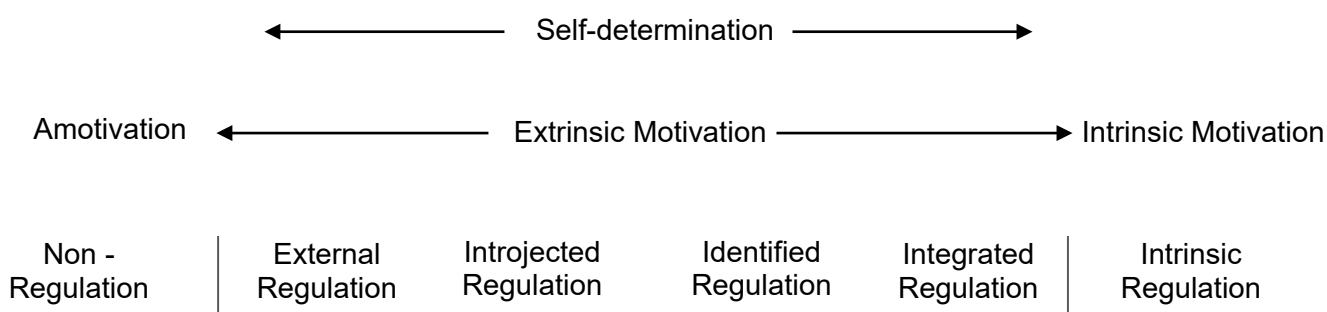 Self-determination
Amotivation Extrinsic Motivation Intrinsic Motivation
Non - External Introjected Identified Integrated Intrinsic
Regulation Regulation Regulation Regulation Regulation Regulation